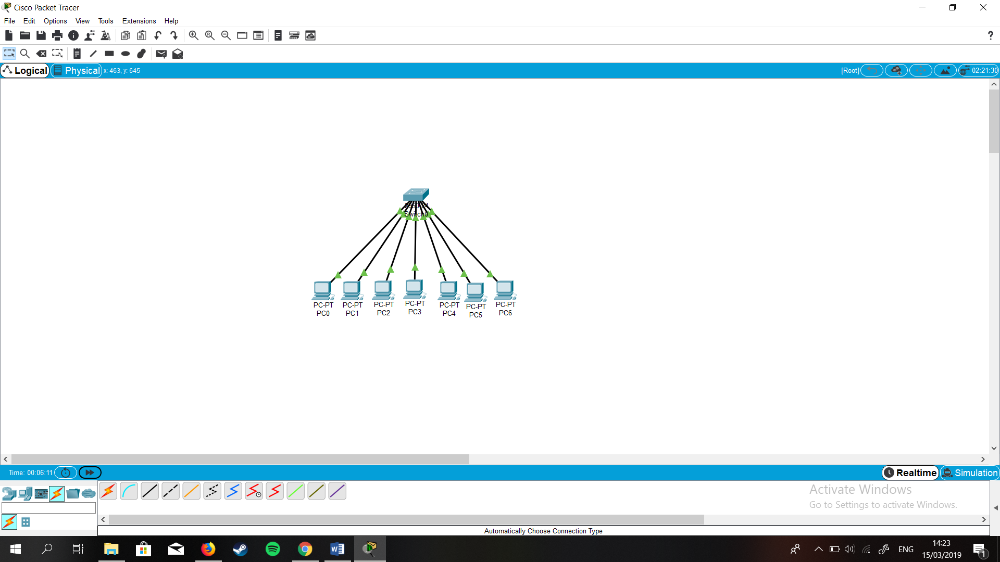 Cisco Packet Tracer
File Edit Options View Tools Extensions Help
Logical Physical x: 463, y: 645 [Root] 02:21:30
Switch0
PC-PT PC-PT PC-PT PC-PT PC-PT PC-PT PC-PT
PC0 PC1 PC2 PC3 PC4 PC5 PC6
Time: 00:06:11 Realtime Simulation
Activate Windows
Go to Settings to activate Windows.
Automatically Choose Connection Type
ENG
14:23
15/03/2019
1